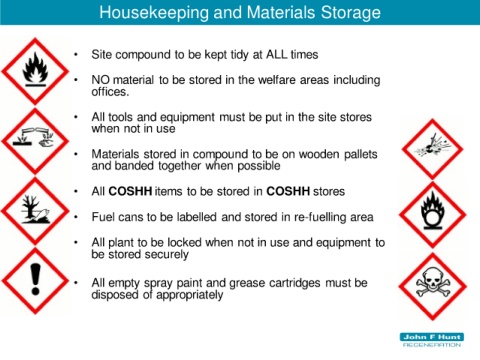 Housekeeping and Materials Storage
• Site compound to be kept tidy at ALL times
• NO material to be stored in the welfare areas including
offices.
• All tools and equipment must be put in the site stores
when not in use
• Materials stored in compound to be on wooden pallets
and banded together when possible
• All COSHH items to be stored in COSHH stores
• Fuel cans to be labelled and stored in re-fuelling area
• All plant to be locked when not in use and equipment to
be stored securely
• All empty spray paint and grease cartridges must be
disposed of appropriately
John F Hunt
REGENERATION